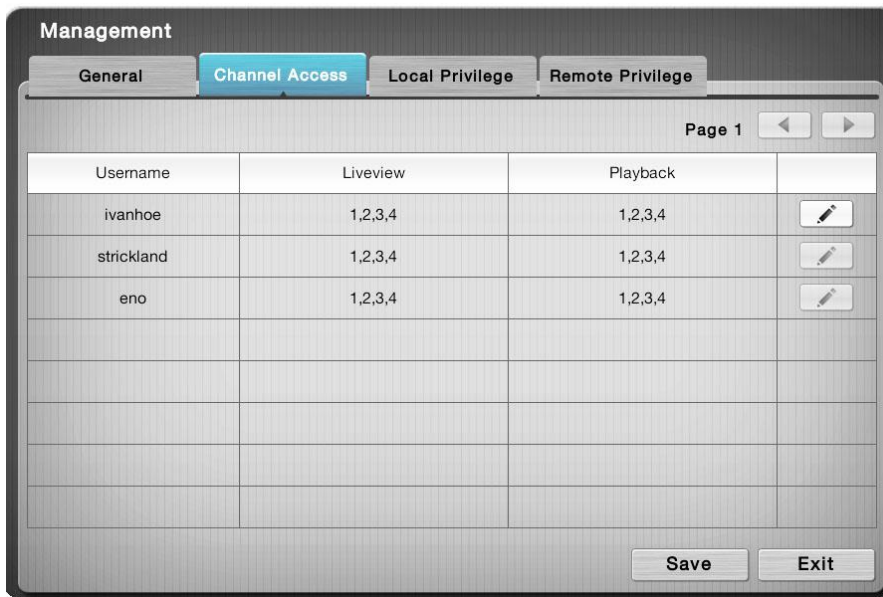 Management
General Channel Access Local Privilege Remote Privilege
Page 1
Username Liveview Playback
ivanhoe 1,2,3,4 1,2,3,4
strickland 1,2,3,4 1,2,3,4
eno 1,2,3,4 1,2,3,4
Save Exit